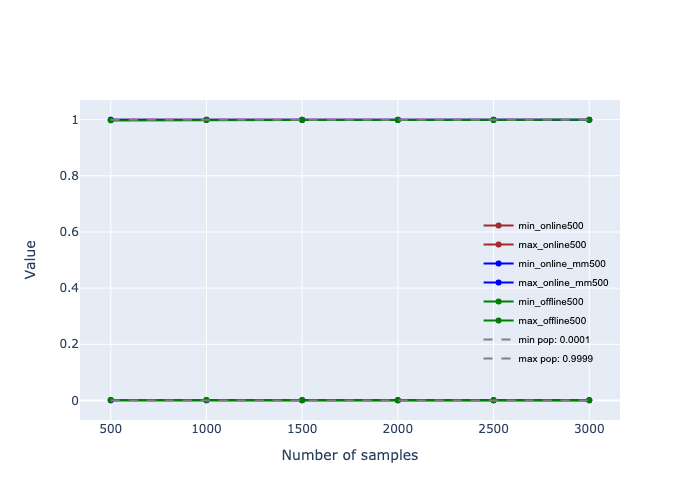 1
0.8
0.6
0.4
0.2
0
Value
500
1000
1500
2000
2500
3000
Number of samples
min_online500
max_online500
min_online_mm500
max_online_mm500
min_offline500
max_offline500
min pop: 0.0001
max pop: 0.9999